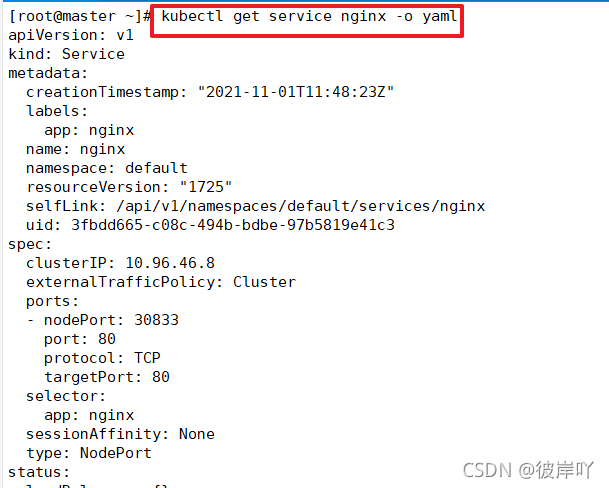 [root@master ~]# kubectl get service nginx -o yaml
apiVersion: v1
kind: Service
metadata:
  creationTimestamp: "2021-11-01T11:48:23Z"
  labels:
    app: nginx
  name: nginx
  namespace: default
  resourceVersion: "1725"
  selfLink: /api/v1/namespaces/default/services/nginx
  uid: 3fbdd665-c08c-494b-bdbe-97b5819e41c3
spec:
  clusterIP: 10.96.46.8
  externalTrafficPolicy: Cluster
  ports:
  - nodePort: 30833
    port: 80
    protocol: TCP
    targetPort: 80
  selector:
    app: nginx
  sessionAffinity: None
  type: NodePort
status:
CSDN @彼岸吖